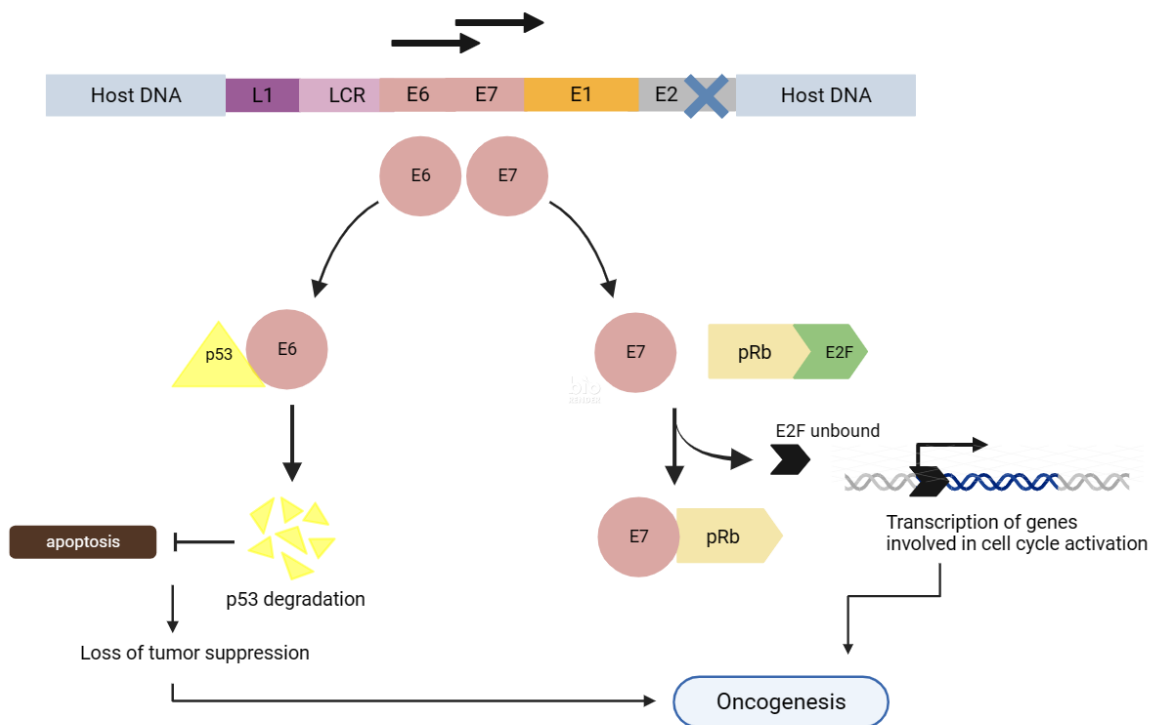 Host DNA
L1
LCR
E6
E7
E1
E2
Host DNA
E6
E7
p53
E6
E7
pRb
E2F
bio
E2F unbound
E7
pRb
Transcription of genes
involved in cell cycle activation
apoptosis
p53 degradation
Loss of tumor suppression
Oncogenesis